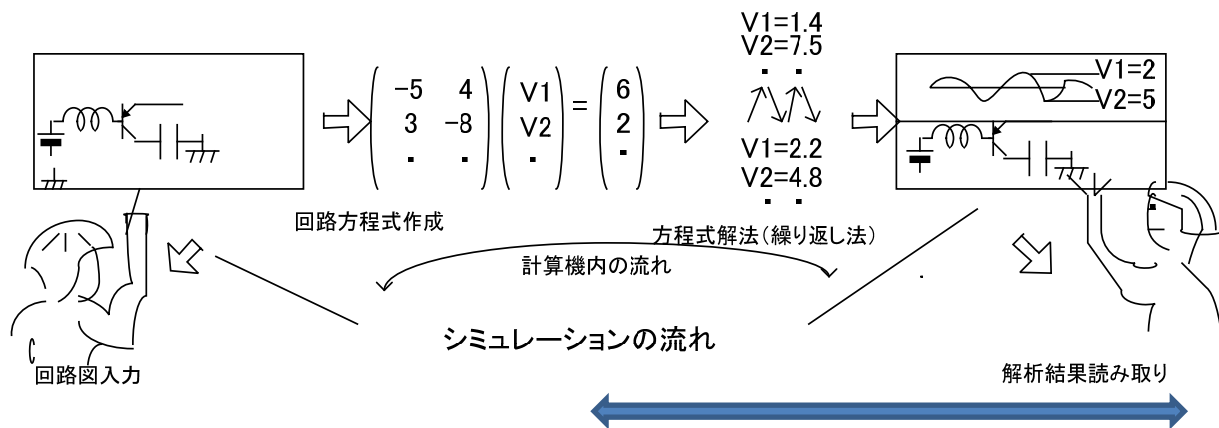 -5 4
3 -8
. .
V1
V2
.
=
6
2
.
V1=1.4
V2=7.5
. .
V1=2.2
V2=4.8
. .
V1=2
V2=5
回路方程式作成
方程式解法(繰り返し法)
計算機内の流れ
シミュレーションの流れ
回路図入力
解析結果読み取り